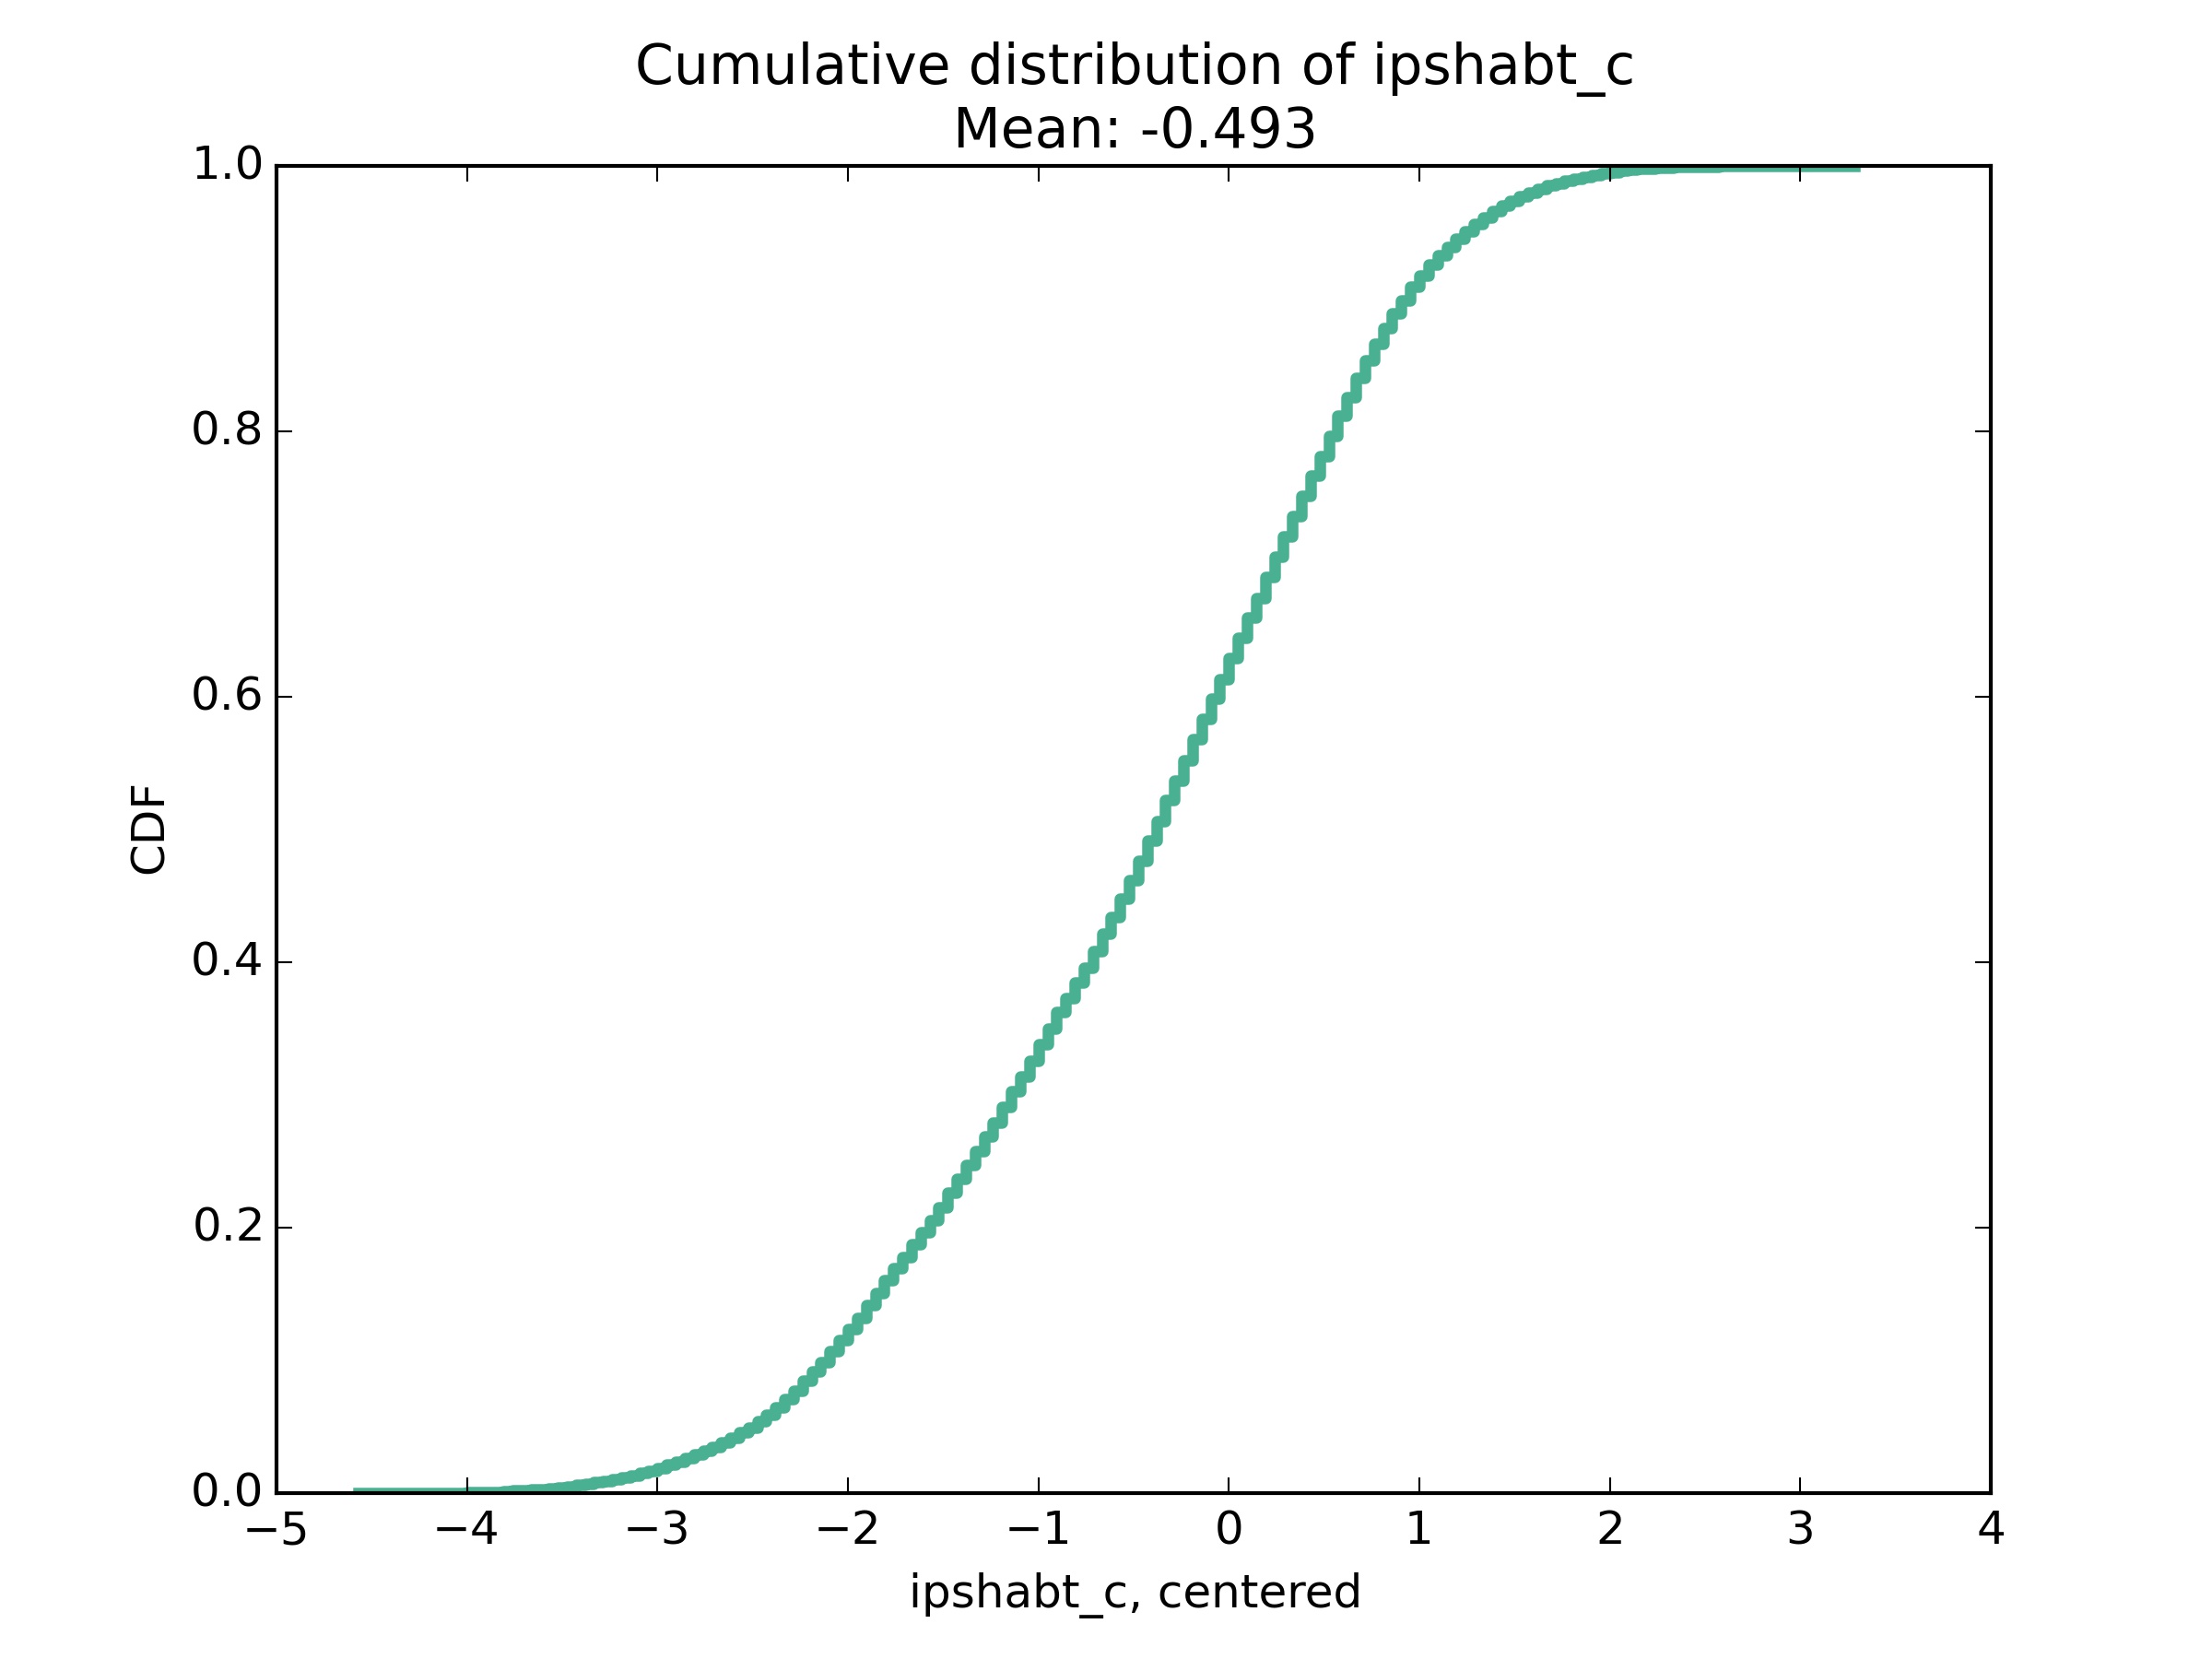 Cumulative distribution of ipshabt_c
Mean: -0.493
1.0
0.8
0.6
0.4
0.2
0.0
CDF
−5 −4 −3 −2 −1 0 1 2 3 4
ipshabt_c, centered